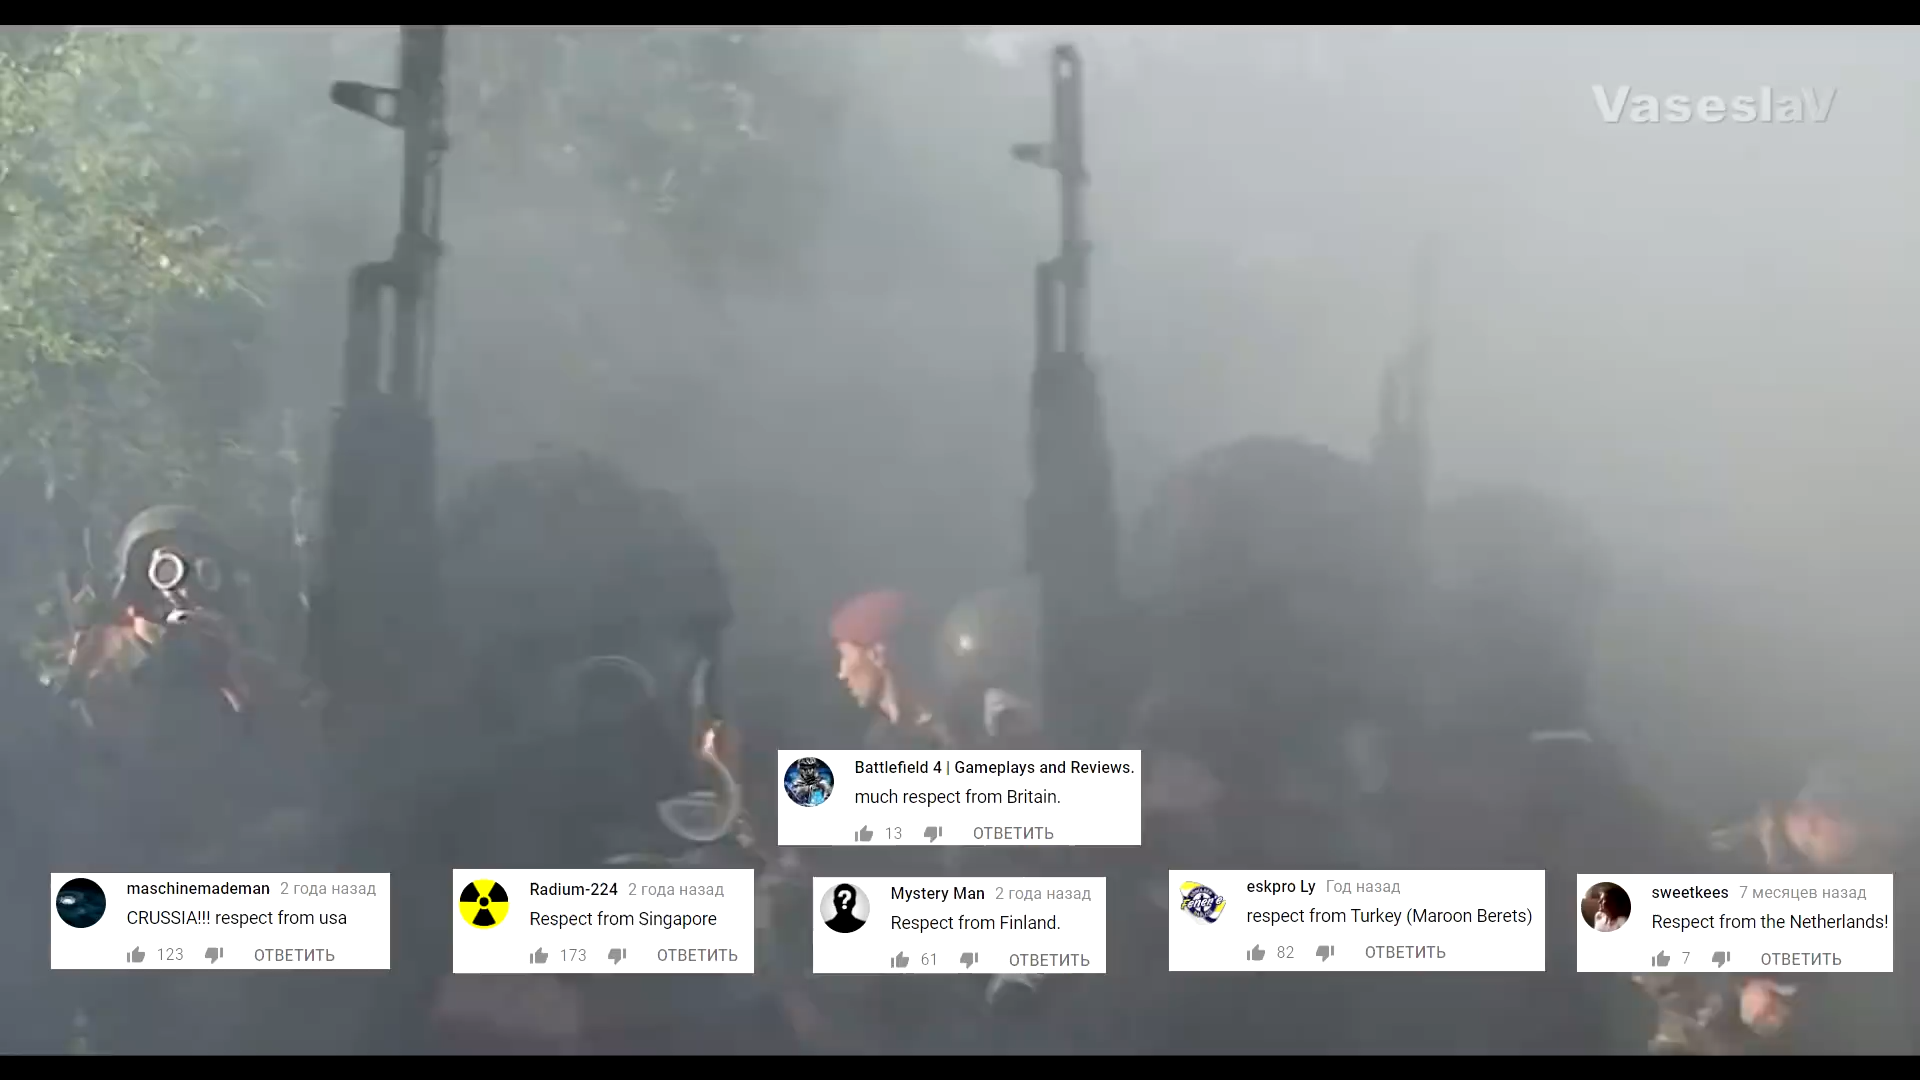 VaseslaV
Battlefield 4 | Gameplays and Reviews.
much respect from Britain.
13 ОТВЕТИТЬ
maschinemademan 2 года назад
CRUSSIA!!! respect from usa
123 ОТВЕТИТЬ
Radium-224 2 года назад
Respect from Singapore
173 ОТВЕТИТЬ
Mystery Man 2 года назад
Respect from Finland.
61 ОТВЕТИТЬ
eskpro Ly Год назад
respect from Turkey (Maroon Berets)
82 ОТВЕТИТЬ
sweetkees 7 месяцев назад
Respect from the Netherlands!
7 ОТВЕТИТЬ